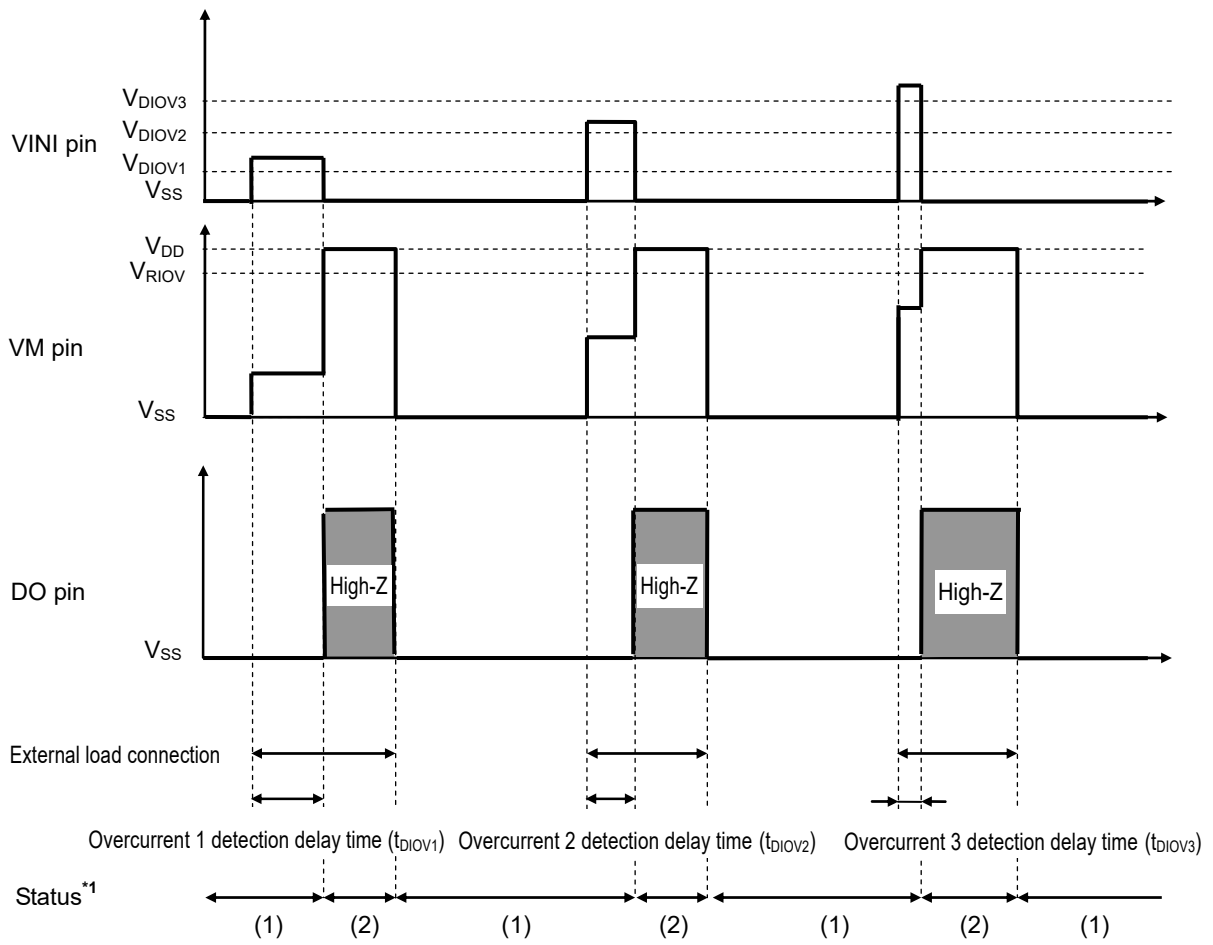 VINI pin
VDIOV3
VDIOV2
VDIOV1
VSS
VM pin
VDD
VRIOV
VSS
DO pin
High-Z
High-Z
High-Z
VSS
External load connection
Overcurrent 1 detection delay time (tDIOV1)
Overcurrent 2 detection delay time (tDIOV2)
Overcurrent 3 detection delay time (tDIOV3)
Status*1
(1)
(2)
(1)
(2)
(1)
(2)
(1)